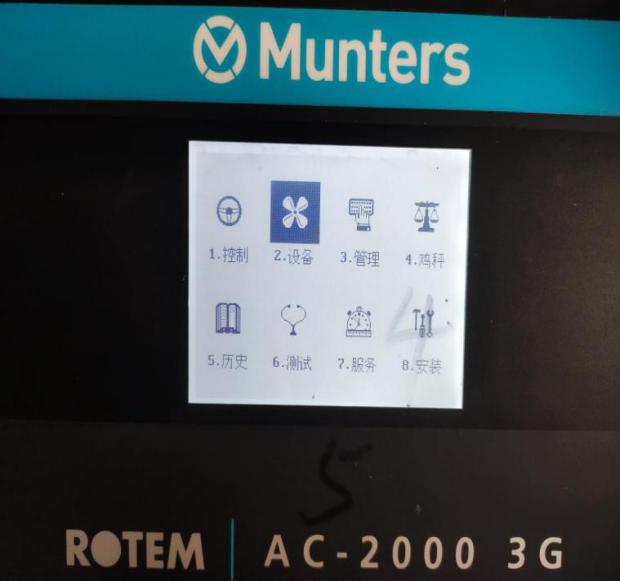 Munters
1.控制 2.设备 3.管理 4.鸡秤
5.历史 6.测试 7.服务 8.安装
4
5
ROTEM AC-2000 3G